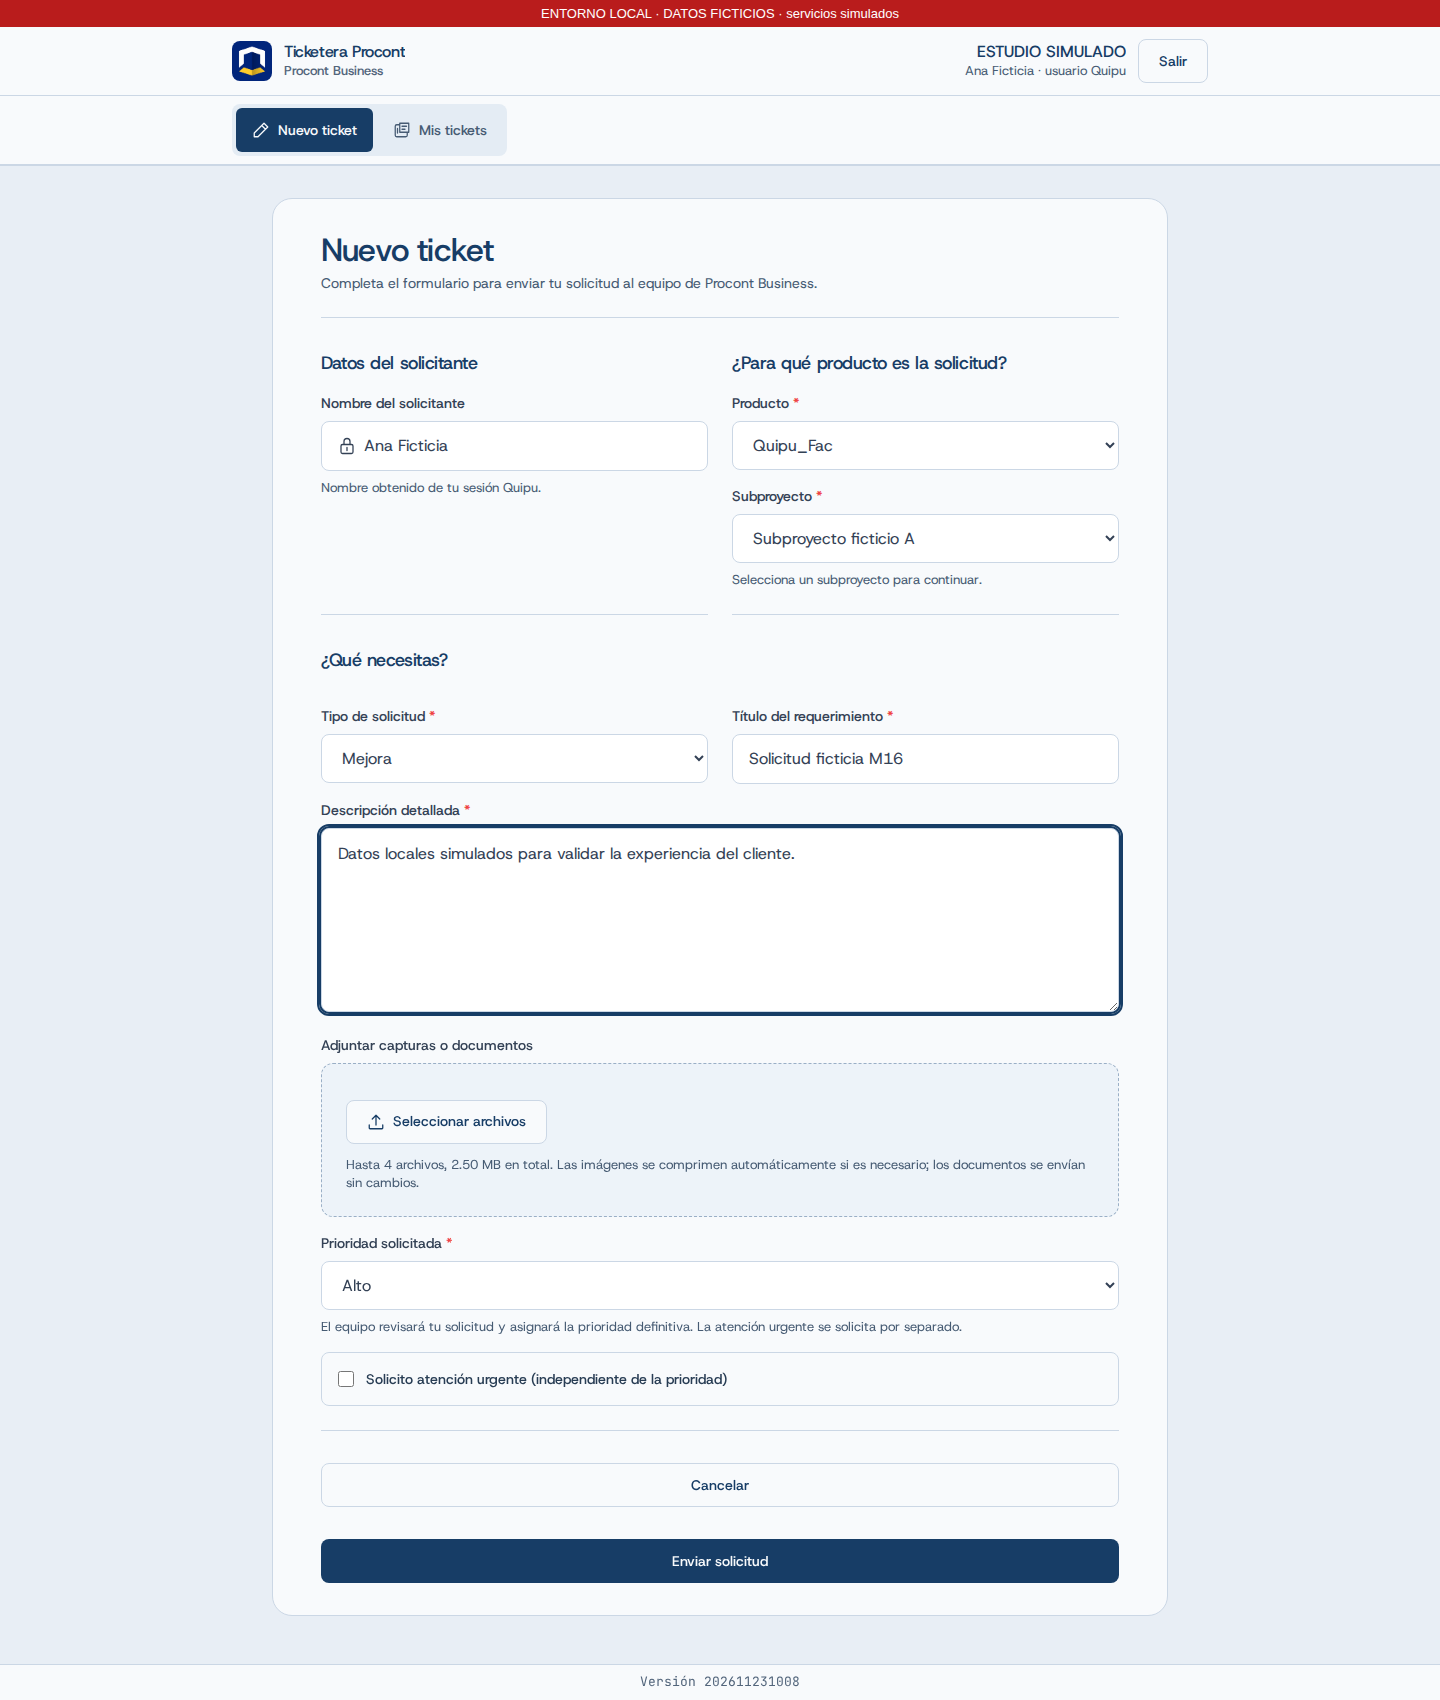 ENTORNO LOCAL · DATOS FICTICIOS · servicios simulados
Ticketera Procont
Procont Business
ESTUDIO SIMULADO
Ana Ficticia · usuario Quipu
Salir
Nuevo ticket
Mis tickets
Nuevo ticket
Completa el formulario para enviar tu solicitud al equipo de Procont Business.
Datos del solicitante
Nombre del solicitante
Ana Ficticia
Nombre obtenido de tu sesión Quipu.
¿Para qué producto es la solicitud?
Producto *
Quipu_Fac
Subproyecto *
Subproyecto ficticio A
Selecciona un subproyecto para continuar.
¿Qué necesitas?
Tipo de solicitud *
Mejora
Título del requerimiento *
Solicitud ficticia M16
Descripción detallada *
Datos locales simulados para validar la experiencia del cliente.
Adjuntar capturas o documentos
Seleccionar archivos
Hasta 4 archivos, 2.50 MB en total. Las imágenes se comprimen automáticamente si es necesario; los documentos se envían
sin cambios.
Prioridad solicitada *
Alto
El equipo revisará tu solicitud y asignará la prioridad definitiva. La atención urgente se solicita por separado.
Solicito atención urgente (independiente de la prioridad)
Cancelar
Enviar solicitud
Versión 202611231008